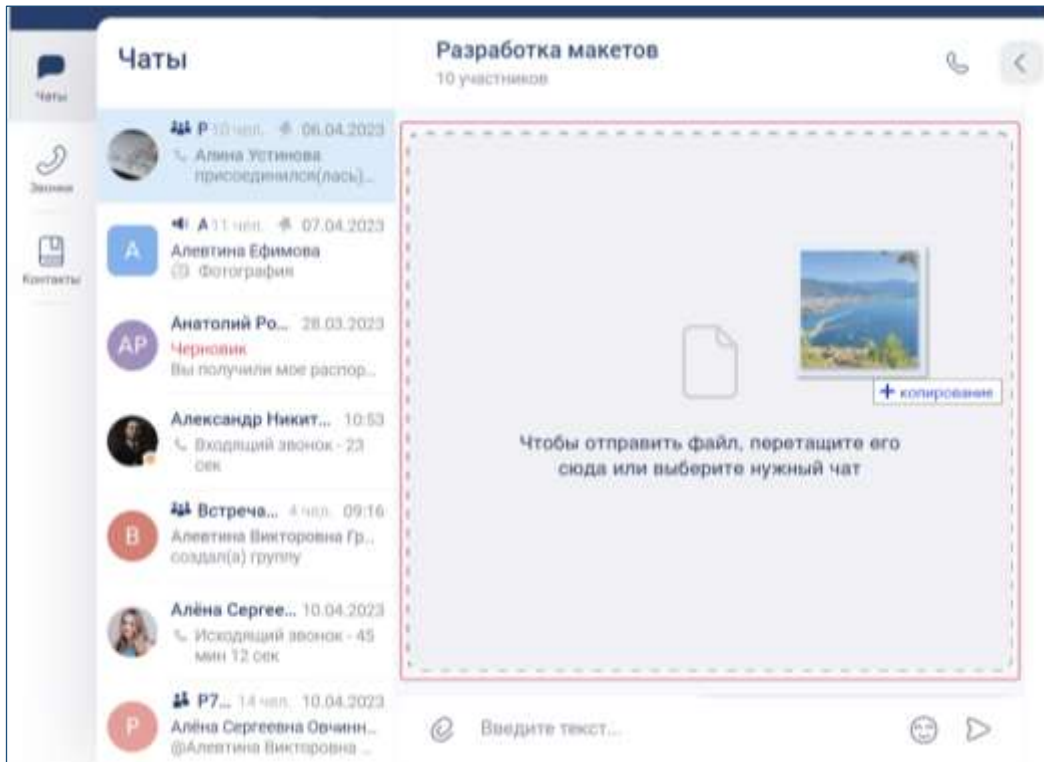 Чаты
Звонки
Контакты
Чаты
Р 10 чел. 06.04.2023
Алина Устинова
присоединился(лась)...
А 11 чел. 07.04.2023
А
Алевтина Ефимова
Фотография
Анатолий Ро... 28.03.2023
АР
Черновик
Вы получили мое распор...
Александр Никит... 10:53
Входящий звонок - 23
сек
Встреча... 4 чел. 09:16
В
Алевтина Викторовна Гр...
создал(а) группу
Алёна Сергее... 10.04.2023
Исходящий звонок - 45
мин 12 сек
Р7... 14 чел. 10.04.2023
Р
Алёна Сергеевна Овчинн...
@Алевтина Викторовна ...
Разработка макетов
10 участников
+ копирование
Чтобы отправить файл, перетащите его
сюда или выберите нужный чат
Введите текст...